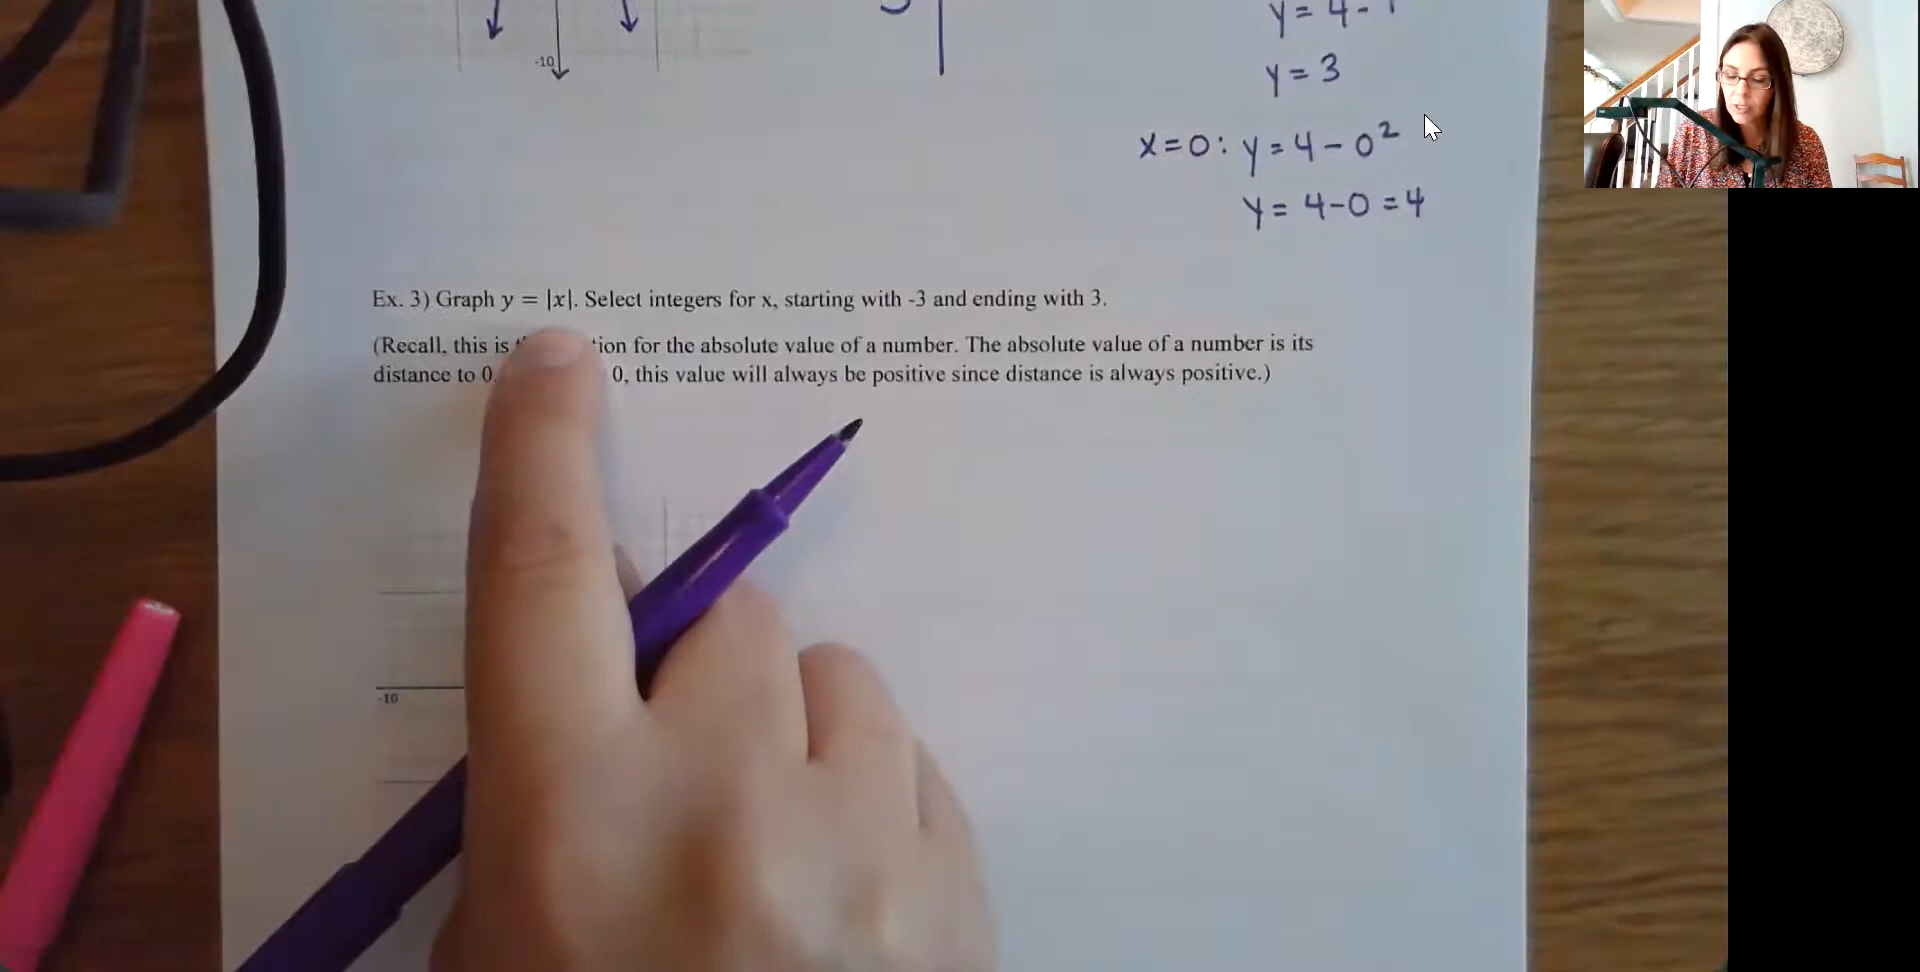 y = 4 -
-10
y = 3
x = 0: y = 4 - 0²
y = 4 - 0 = 4
Ex. 3) Graph y = |x|. Select integers for x, starting with -3 and ending with 3.
(Recall, this is for the absolute value of a number. The absolute value of a number is its
distance to 0. 0, this value will always be positive since distance is always positive.)
-10